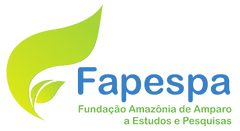 Fapespa
Fundação Amazônia de Amparo
a Estudos e Pesquisas